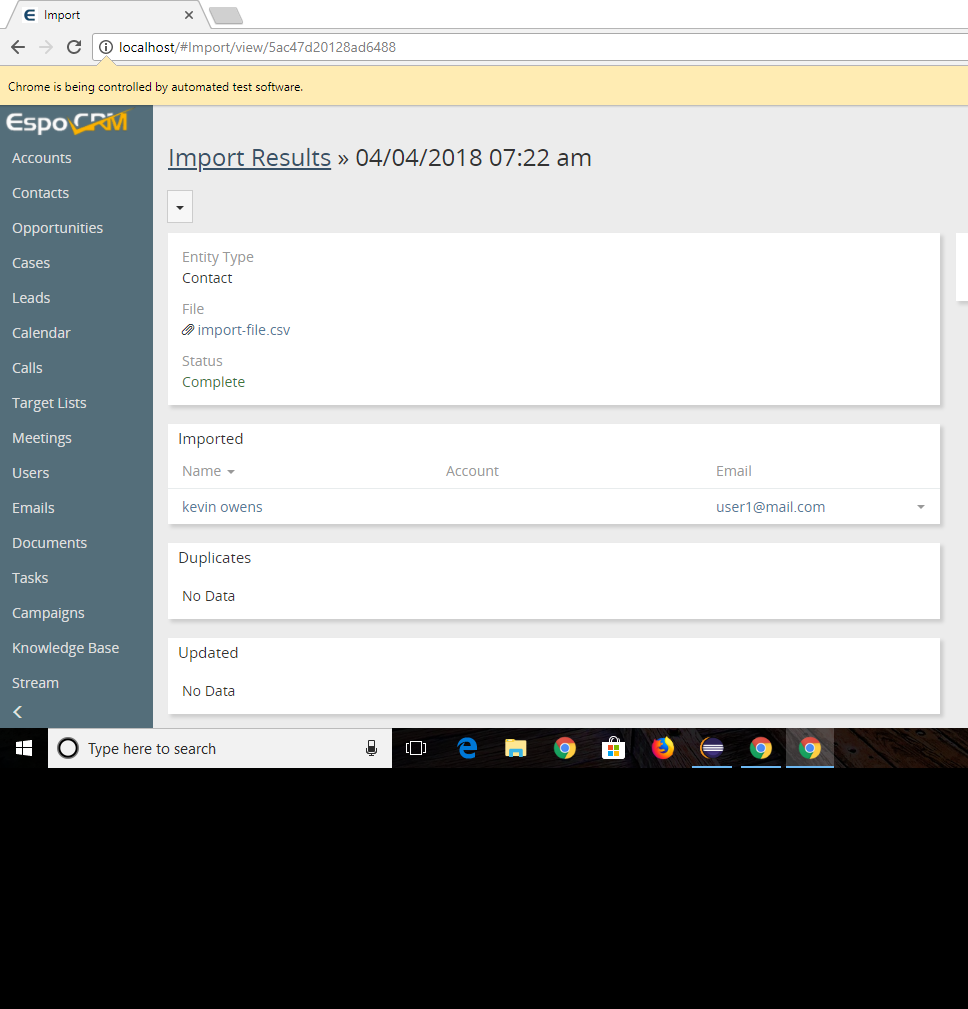 Import
localhost/#Import/view/5ac47d20128ad6488
Chrome is being controlled by automated test software.
EspoCRM
Accounts
Contacts
Opportunities
Cases
Leads
Calendar
Calls
Target Lists
Meetings
Users
Emails
Documents
Tasks
Campaigns
Knowledge Base
Stream
Import Results » 04/04/2018 07:22 am
Entity Type
Contact
File
import-file.csv
Status
Complete
Imported
Name Account Email
kevin owens user1@mail.com
Duplicates
No Data
Updated
No Data
Type here to search